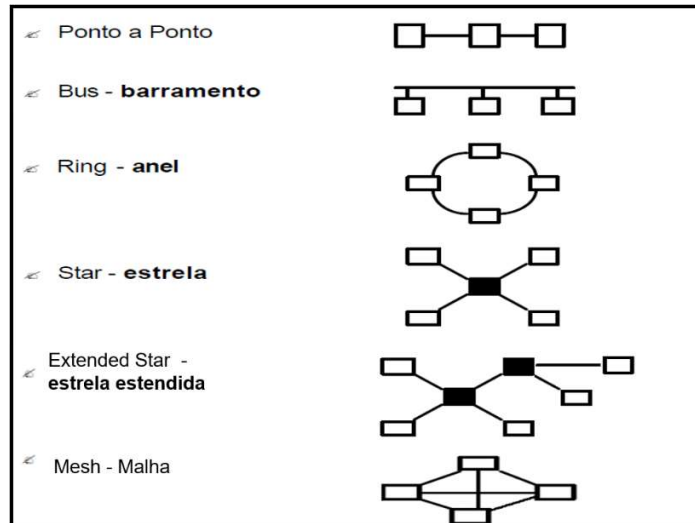 Ponto a Ponto
Bus - barramento
Ring - anel
Star - estrela
Extended Star -
estrela estendida
Mesh - Malha